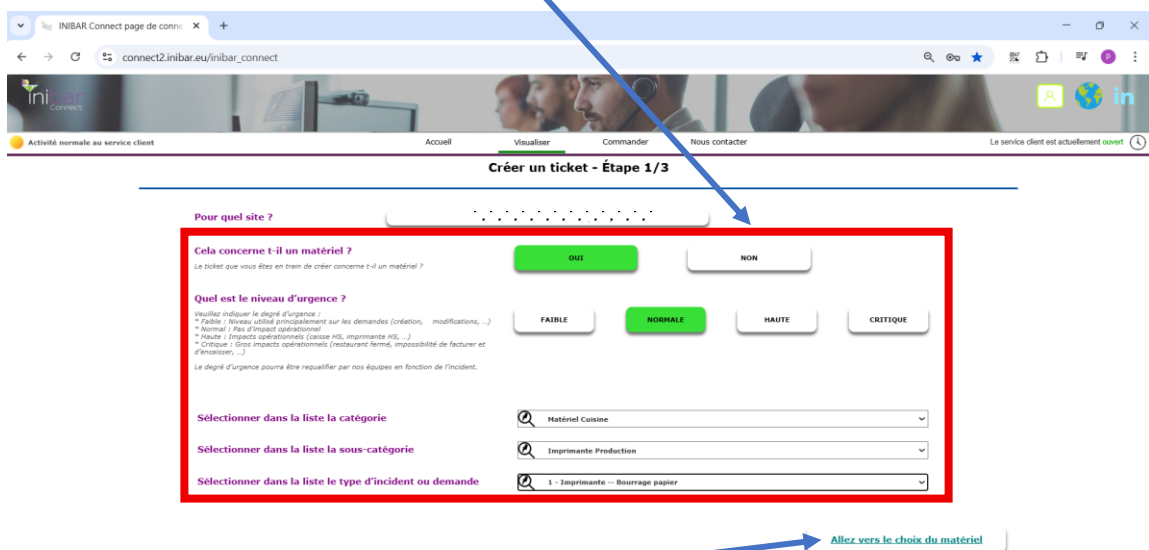 INIBAR Connect page de conne
connect2.inibar.eu/inibar_connect
P
inibar
Connect
in
Activité normale au service client
Accueil
Visualiser
Commander
Nous contacter
Le service client est actuellement ouvert
Créer un ticket - Étape 1/3
Pour quel site ?
Cela concerne t-il un matériel ?
Le ticket que vous êtes en train de créer concerne t-il un matériel ?
OUI
NON
Quel est le niveau d'urgence ?
Veuillez indiquer le degré d'urgence :
* Faible : Niveau utilisé principalement sur les demandes (création, modifications, ...)
* Normal : Pas d'impact opérationnel
* Haute : Impacts opérationnels (caisse HS, imprimante HS, ...)
* Critique : Gros impacts opérationnels (restaurant fermé, impossibilité de facturer et
d'encaisser, ...)
Le degré d'urgence pourra être requalifier par nos équipes en fonction de l'incident.
FAIBLE
NORMALE
HAUTE
CRITIQUE
Sélectionner dans la liste la catégorie
Matériel Cuisine
Sélectionner dans la liste la sous-catégorie
Imprimante Production
Sélectionner dans la liste le type d'incident ou demande
1 - Imprimante -- Bourrage papier
Allez vers le choix du matériel